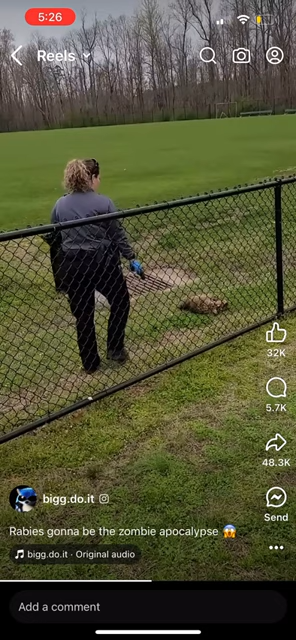 5:26
Reels
32K
5.7K
48.3K
bigg.do.it
Send
Rabies gonna be the zombie apocalypse 😱
bigg.do.it · Original audio
Add a comment